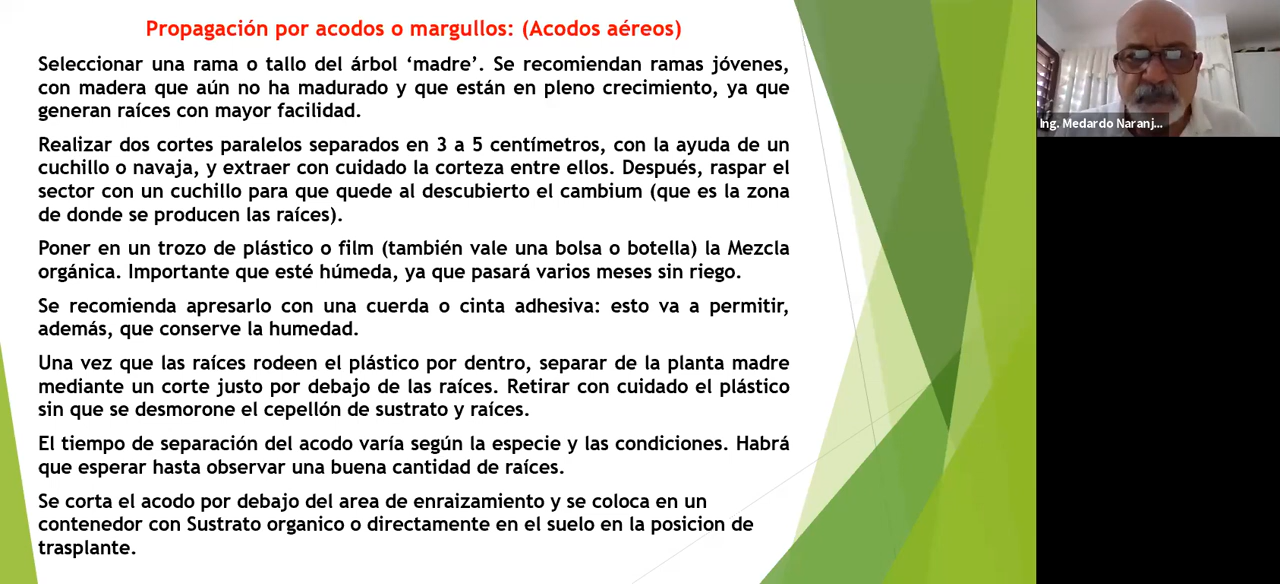 Propagación por acodos o margullos: (Acodos aéreos)
Seleccionar una rama o tallo del árbol ‘madre’. Se recomiendan ramas jóvenes,
con madera que aún no ha madurado y que están en pleno crecimiento, ya que
generan raíces con mayor facilidad.
Realizar dos cortes paralelos separados en 3 a 5 centímetros, con la ayuda de un
cuchillo o navaja, y extraer con cuidado la corteza entre ellos. Después, raspar el
sector con un cuchillo para que quede al descubierto el cambium (que es la zona
de donde se producen las raíces).
Poner en un trozo de plástico o film (también vale una bolsa o botella) la Mezcla
orgánica. Importante que esté húmeda, ya que pasará varios meses sin riego.
Se recomienda apresarlo con una cuerda o cinta adhesiva: esto va a permitir,
además, que conserve la humedad.
Una vez que las raíces rodeen el plástico por dentro, separar de la planta madre
mediante un corte justo por debajo de las raíces. Retirar con cuidado el plástico
sin que se desmorone el cepellón de sustrato y raíces.
El tiempo de separación del acodo varía según la especie y las condiciones. Habrá
que esperar hasta observar una buena cantidad de raíces.
Se corta el acodo por debajo del area de enraizamiento y se coloca en un
contenedor con Sustrato organico o directamente en el suelo en la posicion de
trasplante.
Ing. Medardo Naranj...